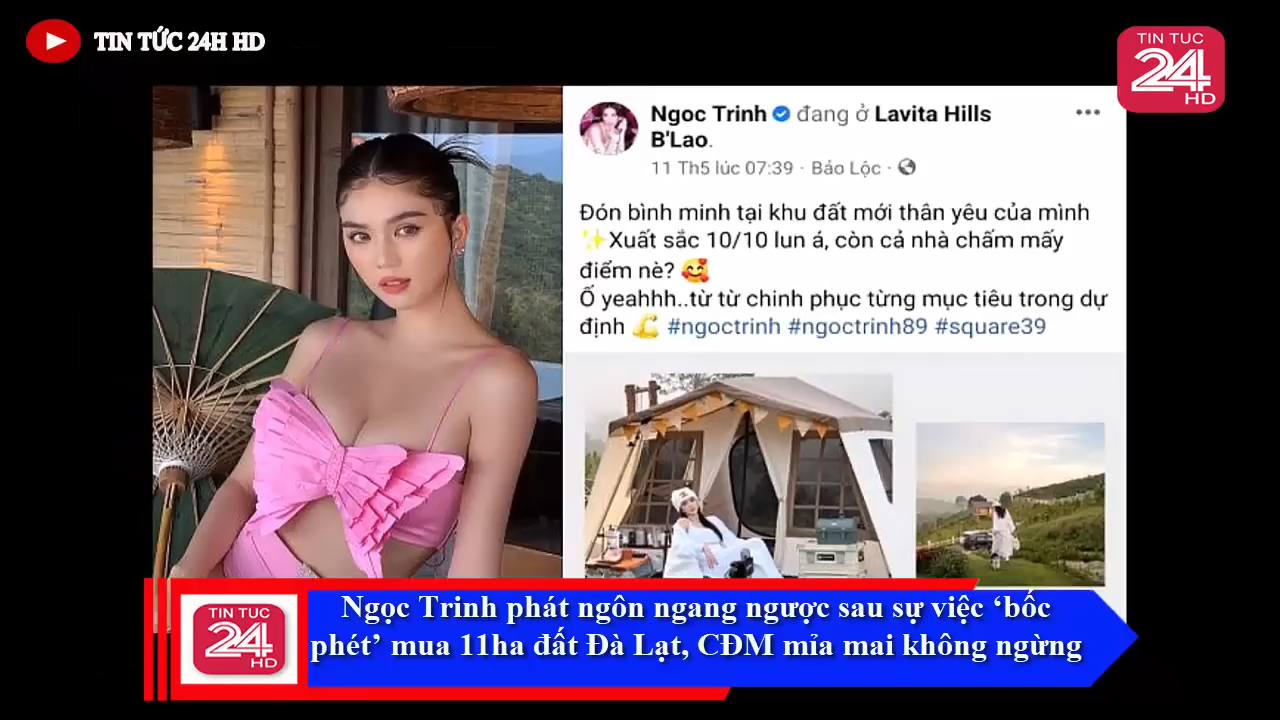 TIN TỨC 24H HD
TIN TUC
24
HD
Ngoc Trinh đang ở Lavita Hills
B'Lao.
11 Th5 lúc 07:39 · Bảo Lộc ·
Đón bình minh tại khu đất mới thân yêu của mình
✨Xuất sắc 10/10 lun á, còn cả nhà chấm mấy
điểm nè? 🥰
Ố yeahhh..từ từ chinh phục từng mục tiêu trong dự
định 💪 #ngoctrinh #ngoctrinh89 #square39
TIN TUC
24
HD
Ngọc Trinh phát ngôn ngang ngược sau sự việc ‘bốc
phét’ mua 11ha đất Đà Lạt, CĐM mỉa mai không ngừng